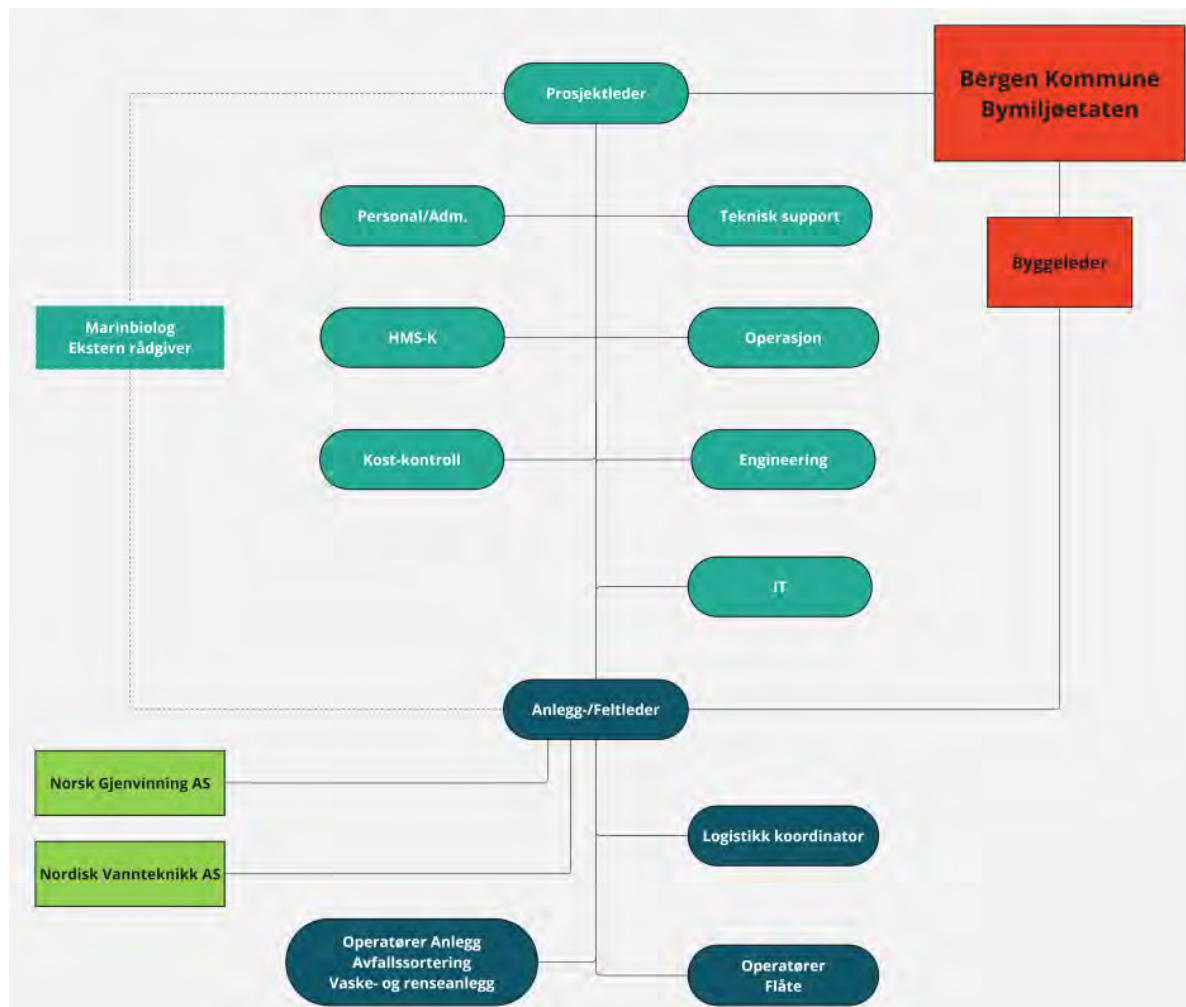 Prosjektleder
Bergen Kommune
Bymiljøetaten
Personal/Adm.
Teknisk support
Byggeleder
Marinbiolog
Ekstern rådgiver
HMS-K
Operasjon
Kost-kontroll
Engineering
IT
Anlegg-/Feltleder
Norsk Gjenvinning AS
Logistikk koordinator
Nordisk Vannteknikk AS
Operatører Anlegg
Avfallssortering
Vaske- og renseanlegg
Operatører
Flåte